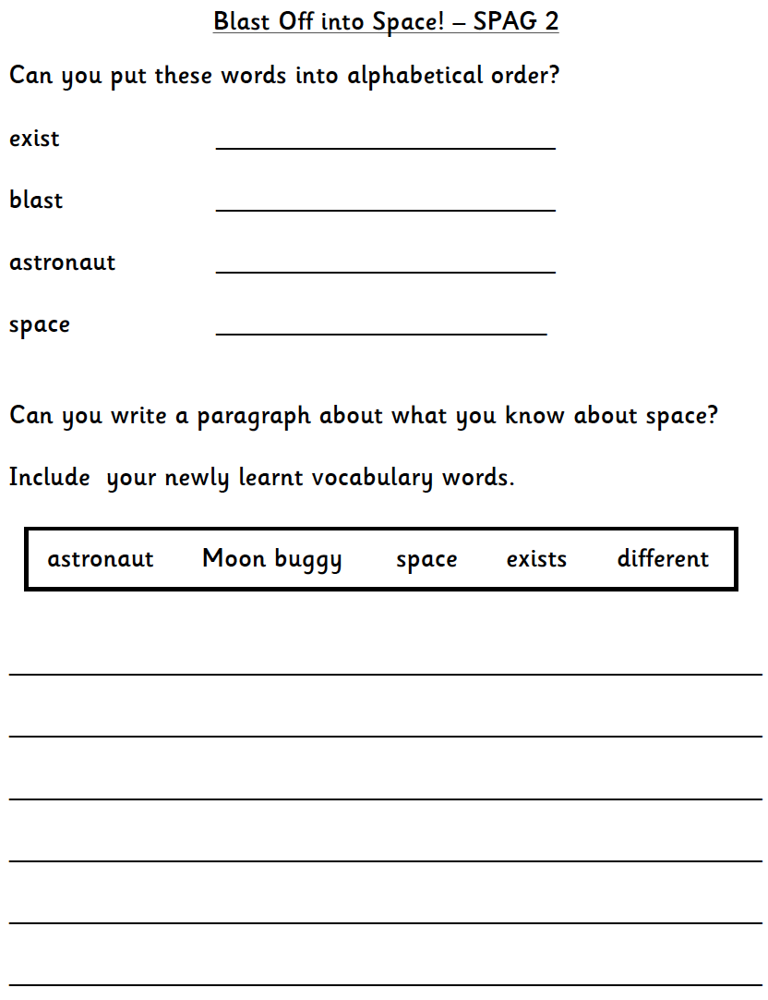 Blast Off into Space! – SPAG 2
Can you put these words into alphabetical order?
exist
blast
astronaut
space
Can you write a paragraph about what you know about space?
Include your newly learnt vocabulary words.
astronaut Moon buggy space exists different